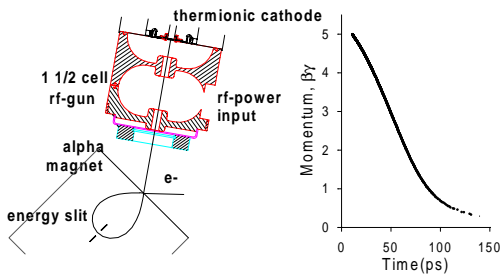 thermionic cathode
1 1/2 cell
rf-gun
rf-power
input
alpha
magnet
e-
energy slit
Momentum, βγ
5
4
3
2
1
0
0
50
100
150
Time(ps)